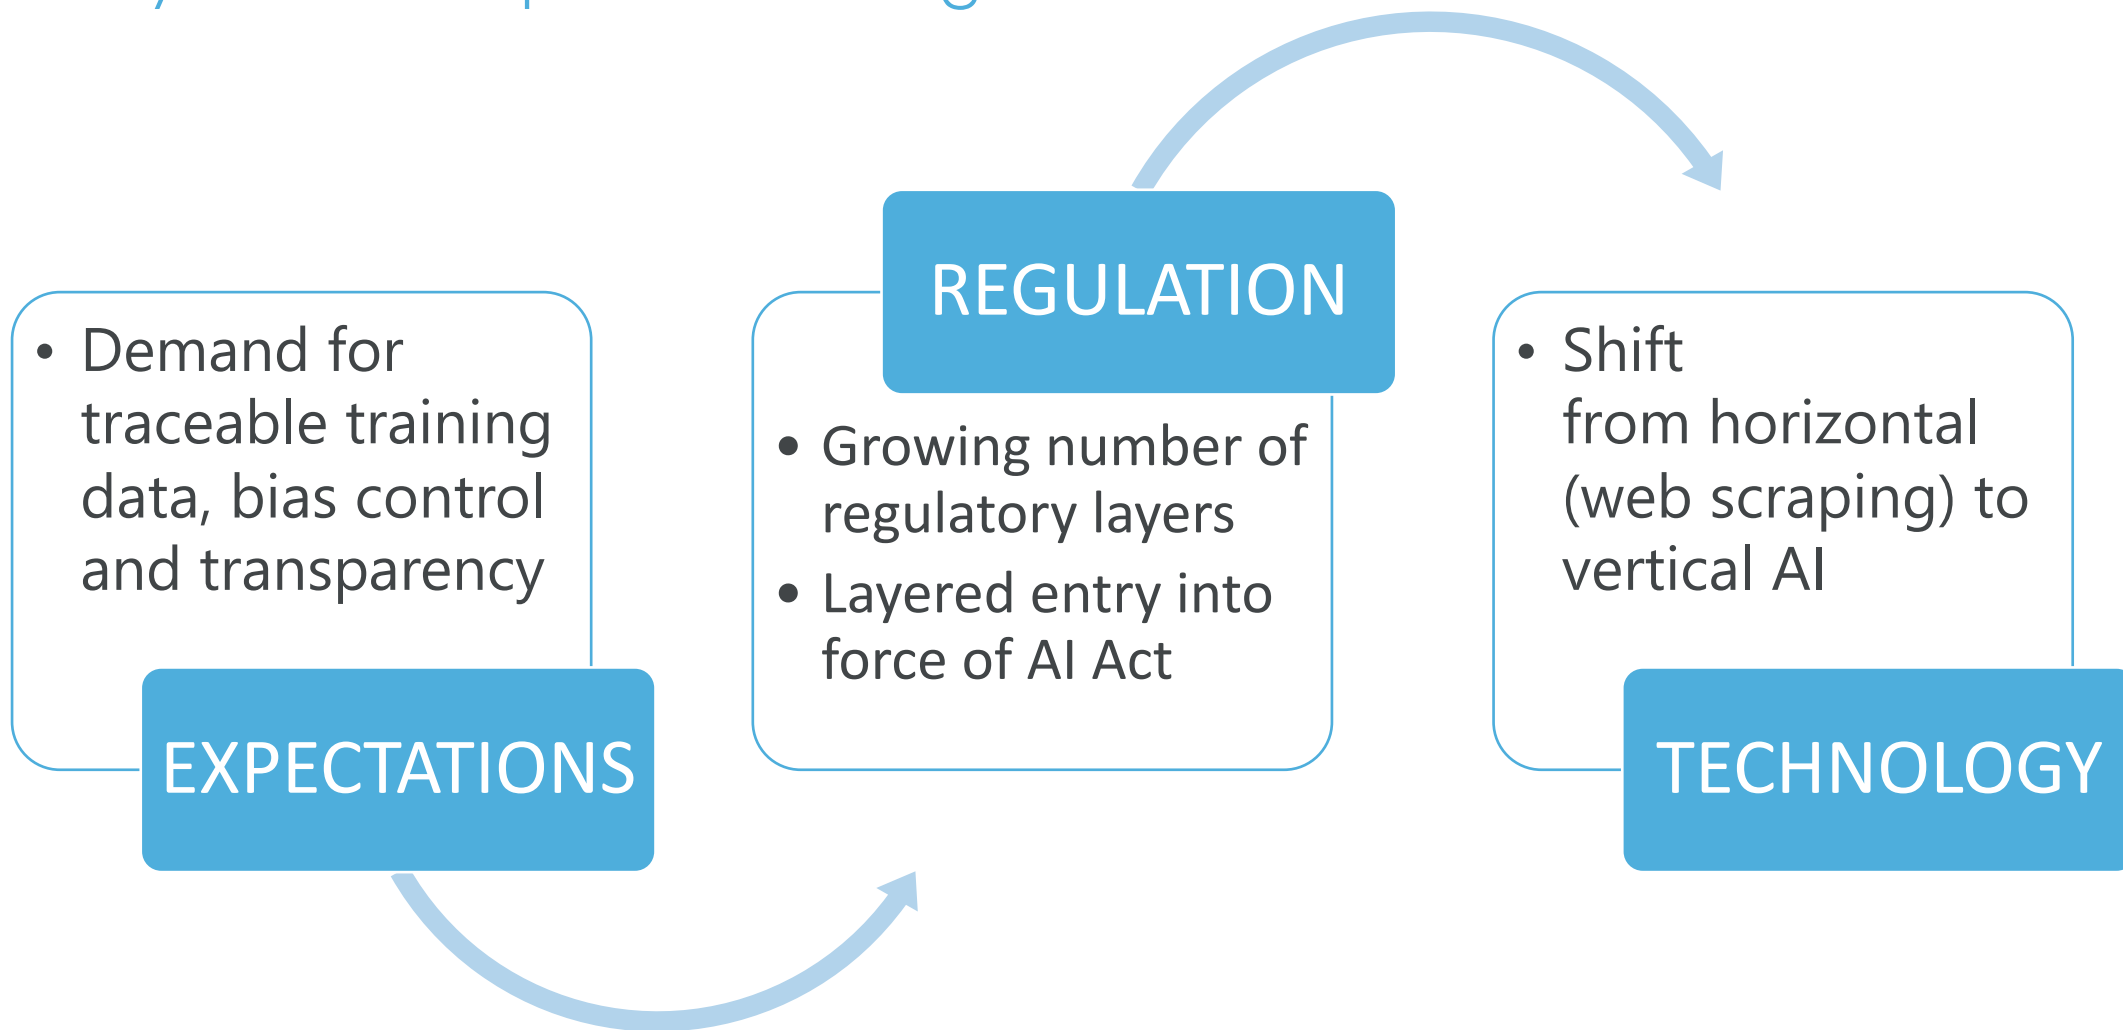 • Demand for
traceable training
data, bias control
and transparency
EXPECTATIONS
REGULATION
• Growing number of
regulatory layers
• Layered entry into
force of AI Act
• Shift
from horizontal
(web scraping) to
vertical AI
TECHNOLOGY